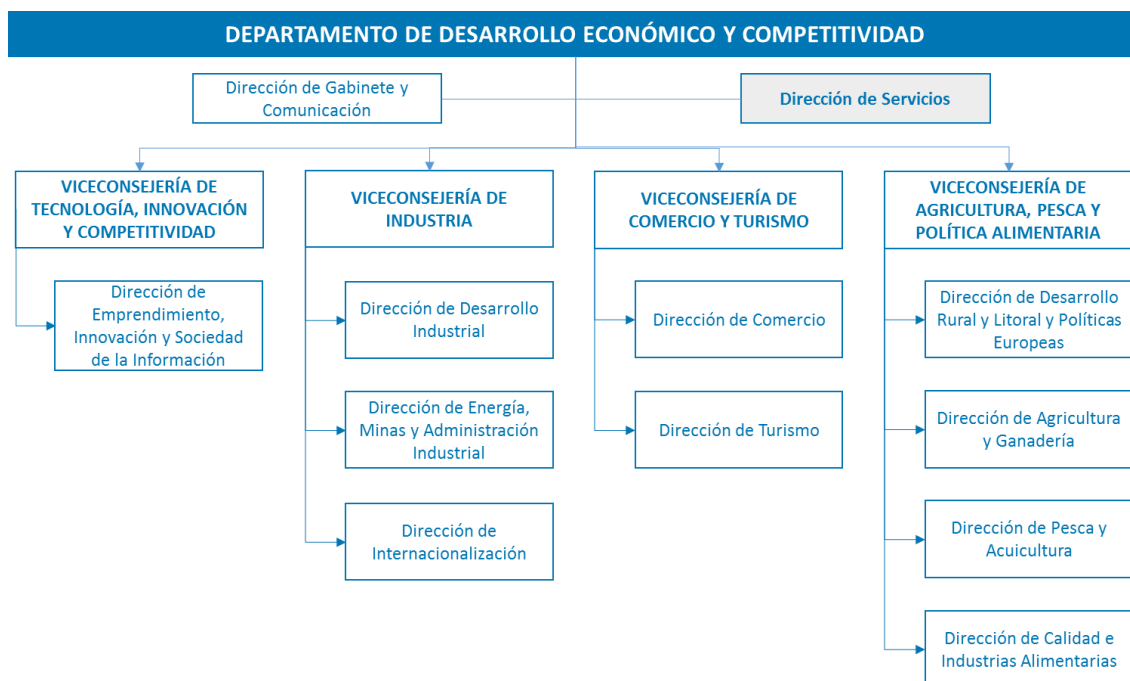 DEPARTAMENTO DE DESARROLLO ECONÓMICO Y COMPETITIVIDAD
Dirección de Gabinete y
Comunicación
Dirección de Servicios
VICECONSEJERÍA DE
TECNOLOGÍA, INNOVACIÓN
Y COMPETITIVIDAD
Dirección de
Emprendimiento,
Innovación y Sociedad
de la Información
VICECONSEJERÍA DE
INDUSTRIA
Dirección de Desarrollo
Industrial
Dirección de Energía,
Minas y Administración
Industrial
Dirección de
Internacionalización
VICECONSEJERÍA DE
COMERCIO Y TURISMO
Dirección de Comercio
Dirección de Turismo
VICECONSEJERÍA DE
AGRICULTURA, PESCA Y
POLÍTICA ALIMENTARIA
Dirección de Desarrollo
Rural y Litoral y Políticas
Europeas
Dirección de Agricultura
y Ganadería
Dirección de Pesca y
Acuicultura
Dirección de Calidad e
Industrias Alimentarias